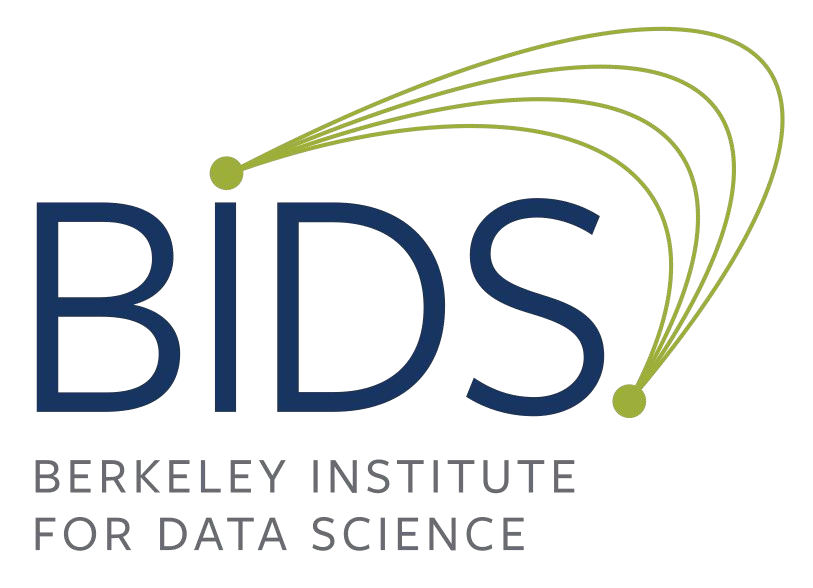 BIDS
BERKELEY INSTITUTE
FOR DATA SCIENCE